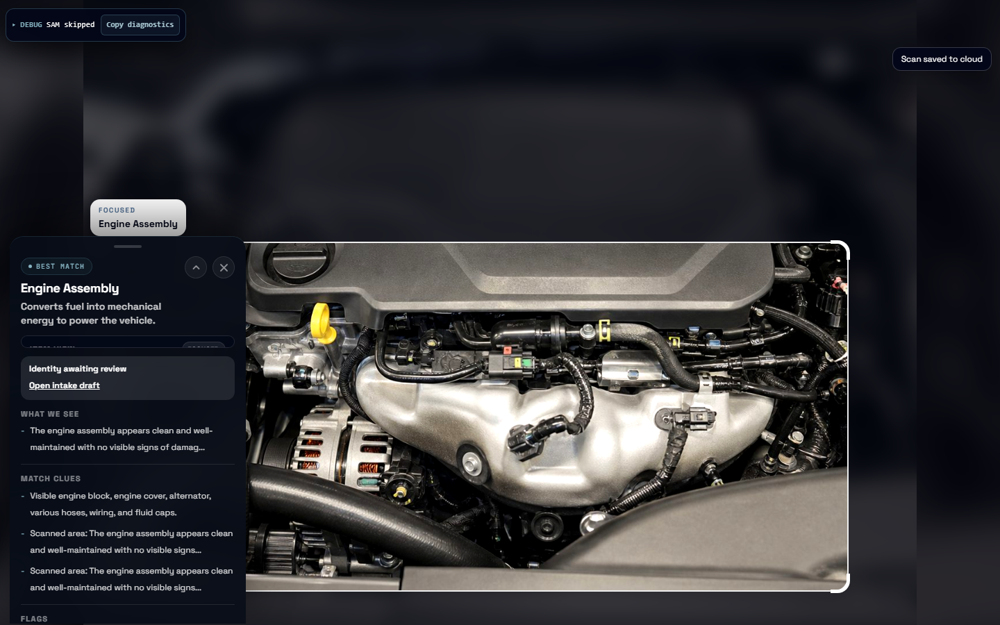 DEBUG SAM skipped Copy diagnostics
Scan saved to cloud
FOCUSED
Engine Assembly
BEST MATCH
Engine Assembly
Converts fuel into mechanical
energy to power the vehicle.
Identity awaiting review
Open intake draft
WHAT WE SEE
- The engine assembly appears clean and well-
maintained with no visible signs of damag...
MATCH CLUES
- Visible engine block, engine cover, alternator,
various hoses, wiring, and fluid caps.
- Scanned area: The engine assembly appears clean
and well-maintained with no visible signs...
- Scanned area: The engine assembly appears clean
and well-maintained with no visible signs...
FLAGS